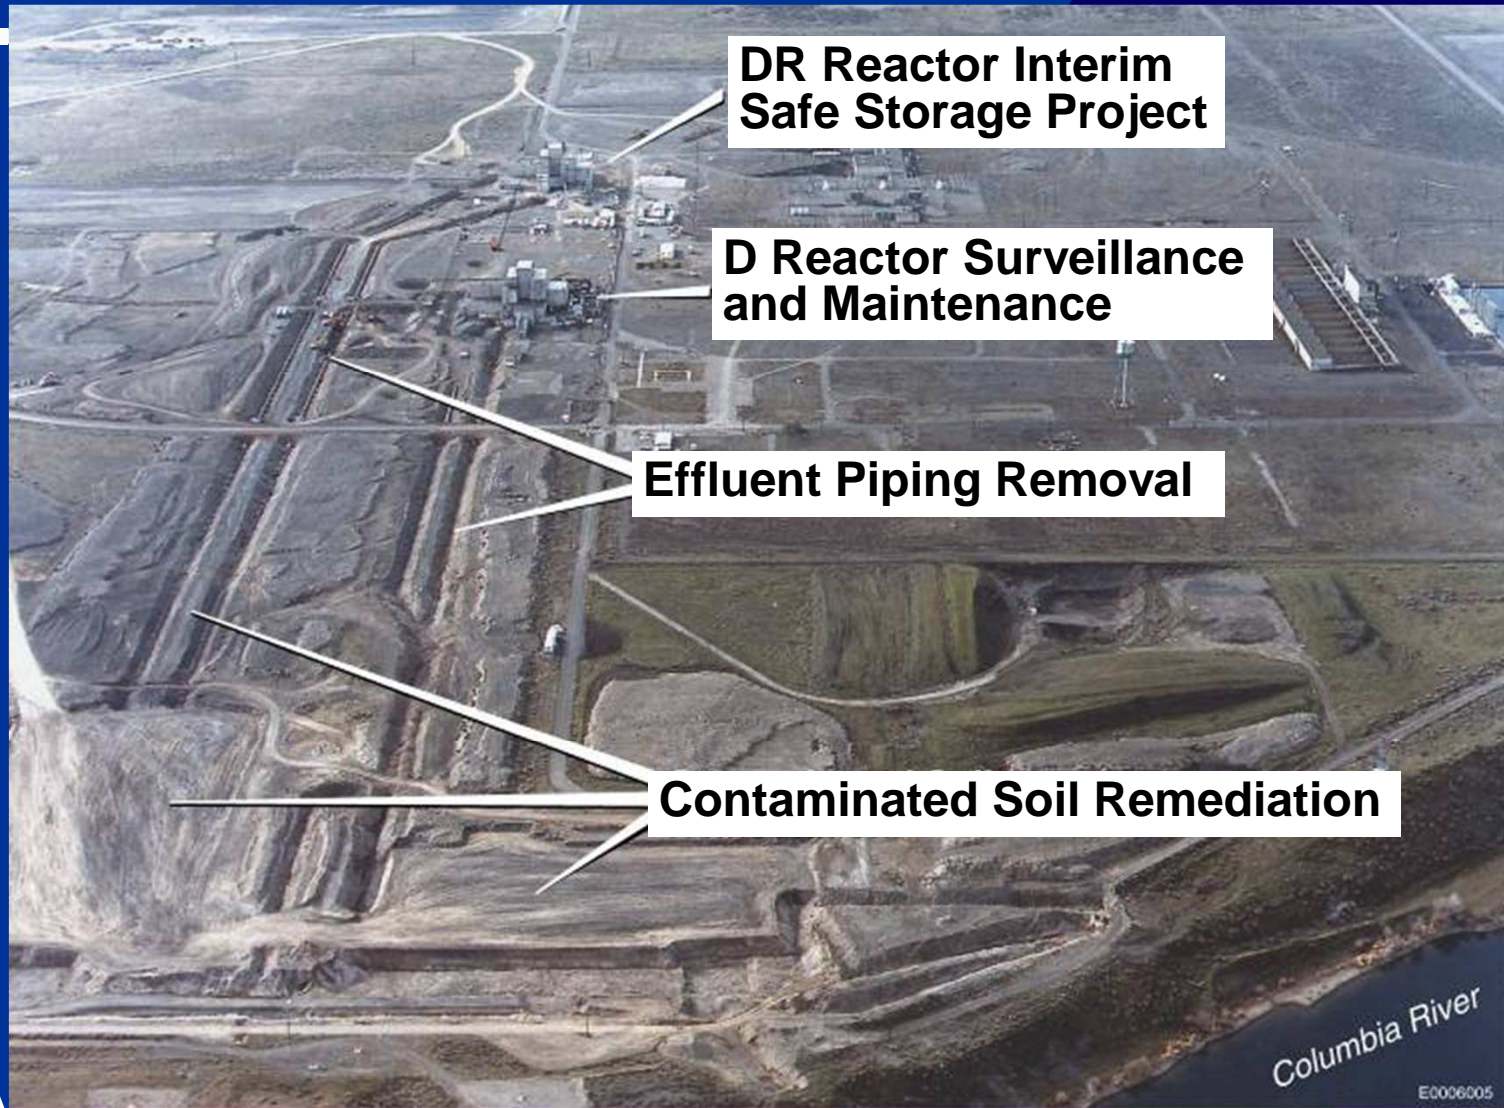 DR Reactor Interim
Safe Storage Project
D Reactor Surveillance
and Maintenance
Effluent Piping Removal
Contaminated Soil Remediation
Columbia River
E0006005